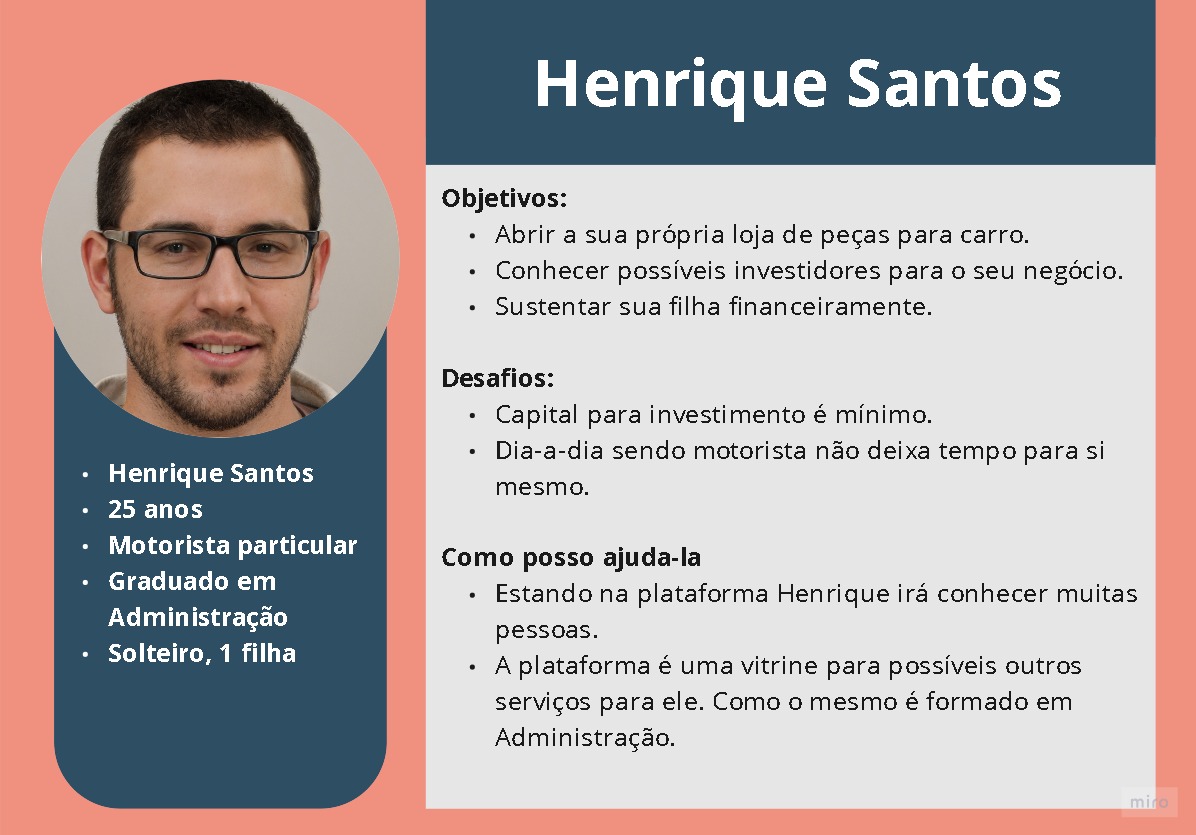 Henrique Santos
• Henrique Santos
• 25 anos
• Motorista particular
• Graduado em
Administração
• Solteiro, 1 filha
Objetivos:
• Abrir a sua própria loja de peças para carro.
• Conhecer possíveis investidores para o seu negócio.
• Sustentar sua filha financeiramente.
Desafios:
• Capital para investimento é mínimo.
• Dia-a-dia sendo motorista não deixa tempo para si
mesmo.
Como posso ajuda-la
• Estando na plataforma Henrique irá conhecer muitas
pessoas.
• A plataforma é uma vitrine para possíveis outros
serviços para ele. Como o mesmo é formado em
Administração.
miro